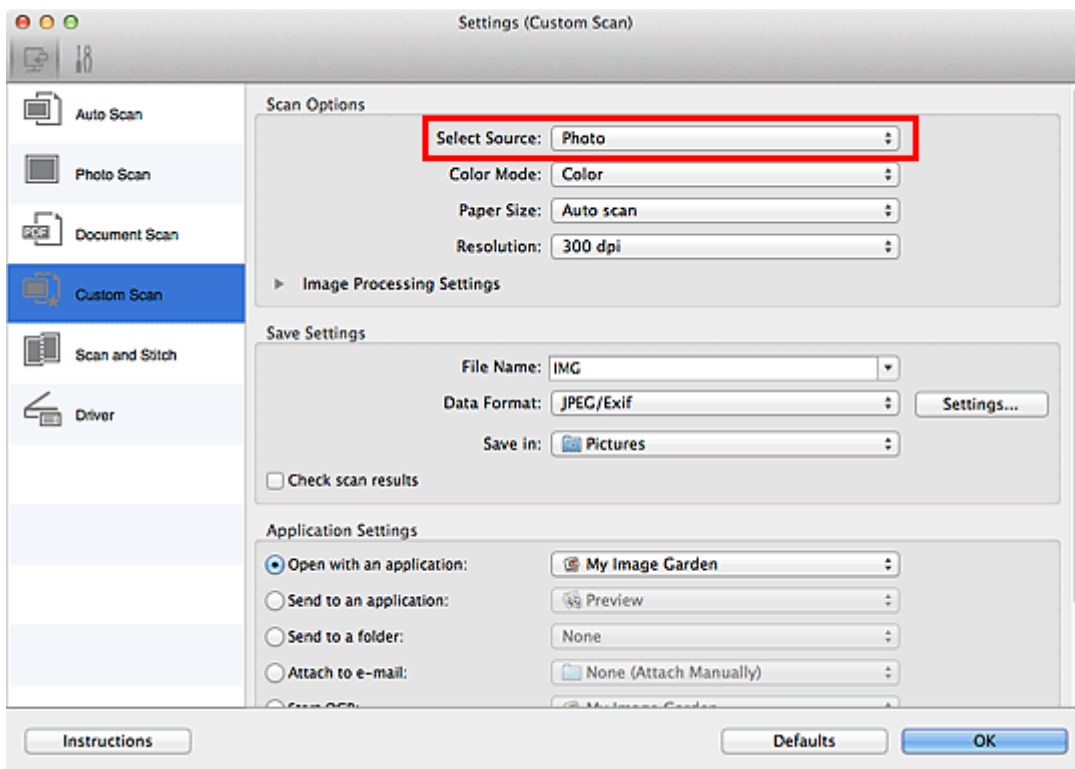 Settings (Custom Scan)
Auto Scan
Photo Scan
PDF
Document Scan
Custom Scan
Scan and Stitch
Driver
Scan Options
Select Source: Photo
Color Mode: Color
Paper Size: Auto scan
Resolution: 300 dpi
Image Processing Settings
Save Settings
File Name: IMG
Data Format: JPEG/Exif Settings...
Save in: Pictures
Check scan results
Application Settings
Open with an application: My Image Garden
Send to an application: Preview
Send to a folder: None
Attach to e-mail: None (Attach Manually)
Instructions Defaults OK